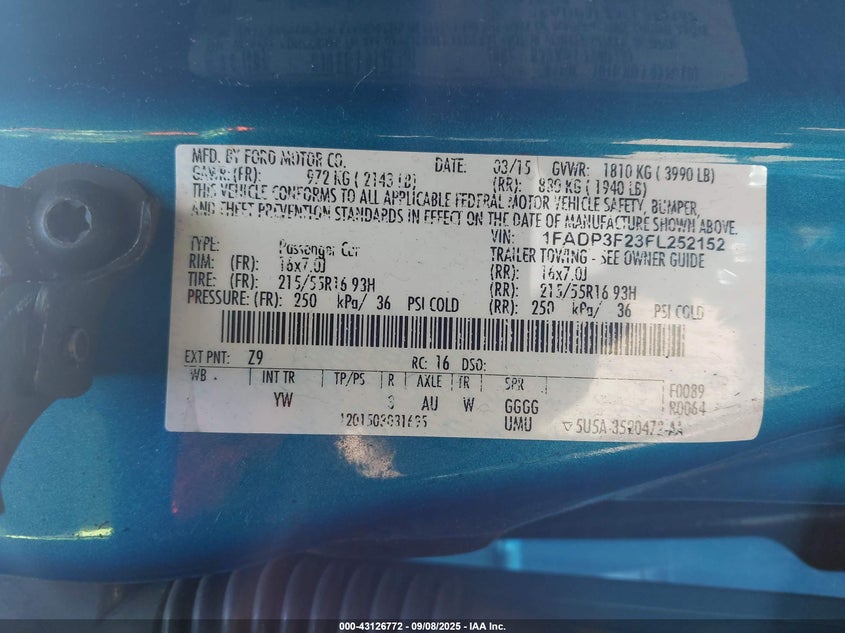 MFD. BY FORD MOTOR CO. DATE: 03/15 GVWR: 1810 KG ( 3990 LB)
GAWR: (FR): 972 KG ( 2143 LB) (RR): 880 KG ( 1940 LB)
THIS VEHICLE CONFORMS TO ALL APPLICABLE FEDERAL MOTOR VEHICLE SAFETY, BUMPER,
AND THEFT PREVENTION STANDARDS IN EFFECT ON THE DATE OF MANUFACTURE SHOWN ABOVE.
VIN: 1FADP3F23FL252152
TYPE: Passenger Car TRAILER TOWING - SEE OWNER GUIDE
RIM: (FR): 16x7.0J (RR): 16x7.0J
TIRE: (FR): 215/55R16 93H (RR): 215/55R16 93H
PRESSURE: (FR): 250 kPa/ 36 PSI COLD (RR): 250 kPa/ 36 PSI COLD
EXT PNT: Z9 RC: 16 DSO:
WB INT TR TP/PS R AXLE TR SPR F0089
YW AU W GGGG R0064
UMU
000-43126772 - 09/08/2025 - IAA Inc.